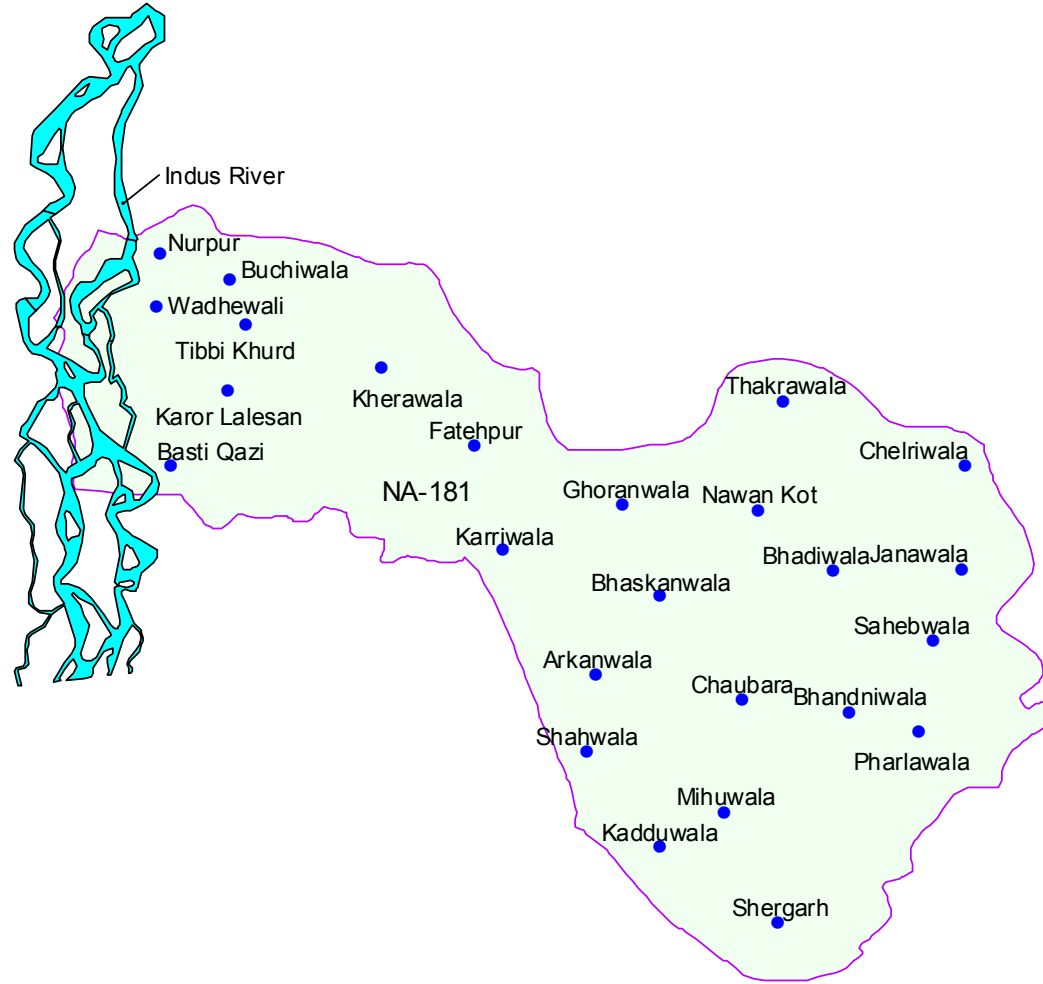 Indus River
Nurpur
Buchiwala
Wadhewali
Tibbi Khurd
Kherawala
Thakrawala
Karor Lalesan
Fatehpur
Basti Qazi
Chelriwala
NA-181
Ghoranwala
Nawan Kot
Karriwala
Bhadiwala
Janawala
Bhaskanwala
Sahebwala
Arkanwala
Chaubara
Bhandniwala
Shahwala
Pharlawala
Mihuwala
Kadduwala
Shergarh